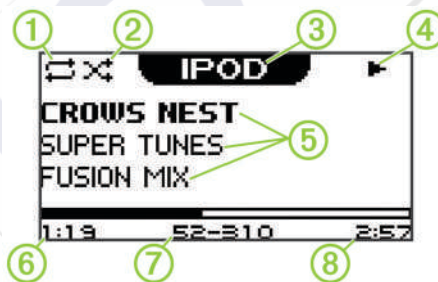 ① ② ③ ④
IPOD
CROWS NEST
SUPER TUNES ⑤
FUSION MIX
1:19 52-310 2:57
⑥ ⑦ ⑧